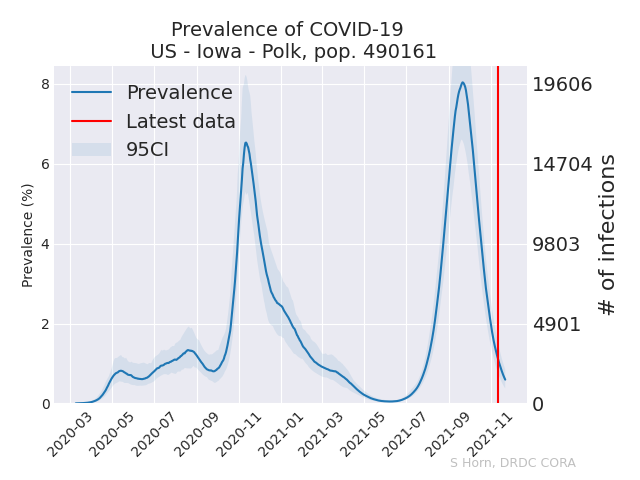 Prevalence of COVID-19
US - Iowa - Polk, pop. 490161
Prevalence
Latest data
95CI
Prevalence (%)
8
6
4
2
0
19606
14704
9803
4901
0
# of infections
2020-03
2020-05
2020-07
2020-09
2020-11
2021-01
2021-03
2021-05
2021-07
2021-09
2021-11
S Horn, DRDC CORA